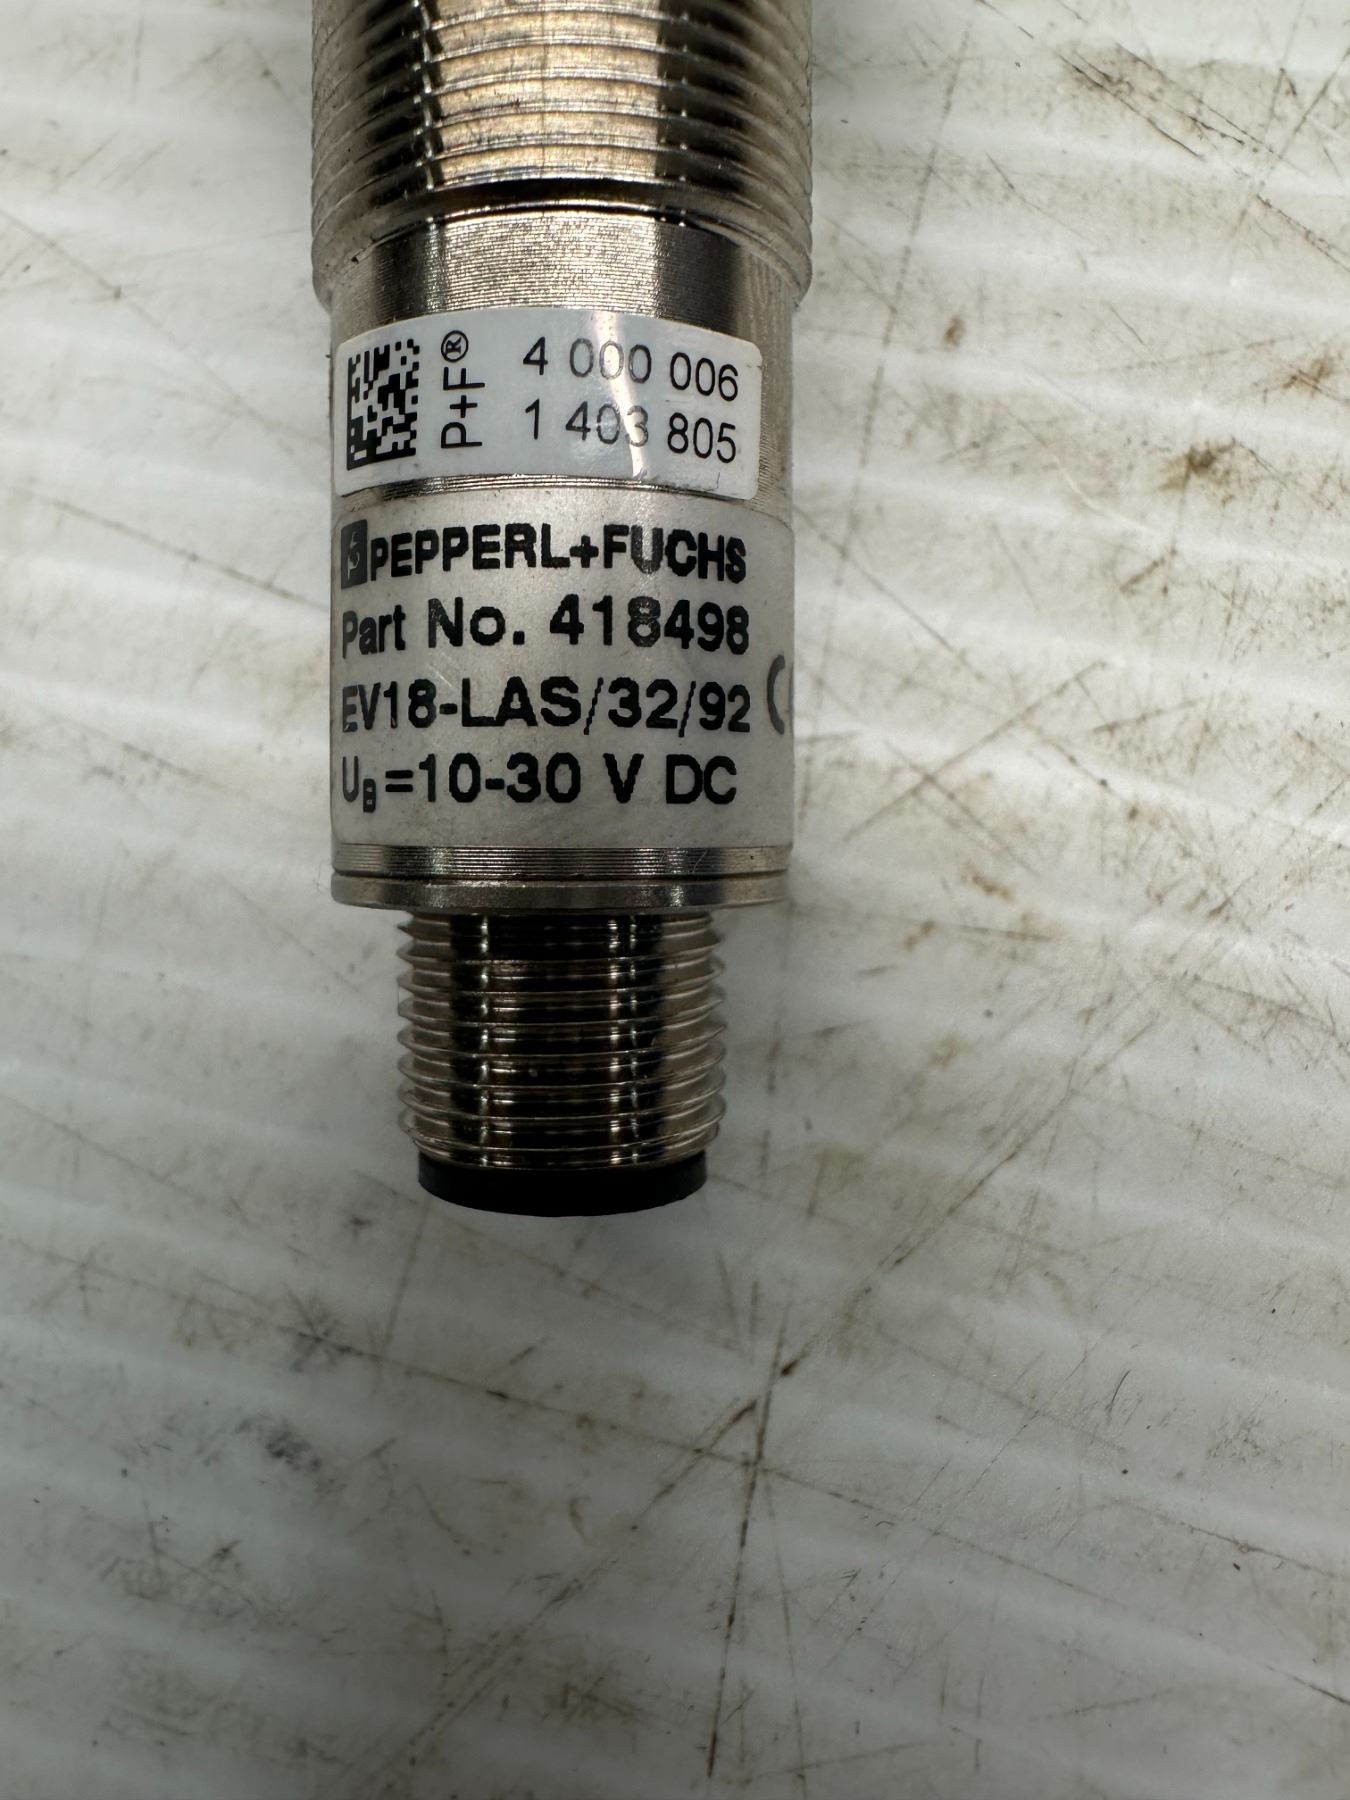 P+F® 4 000 006
1 403 805
PEPPERL+FUCHS
Part No. 418498
EV18-LAS/32/92
UB=10-30 V DC